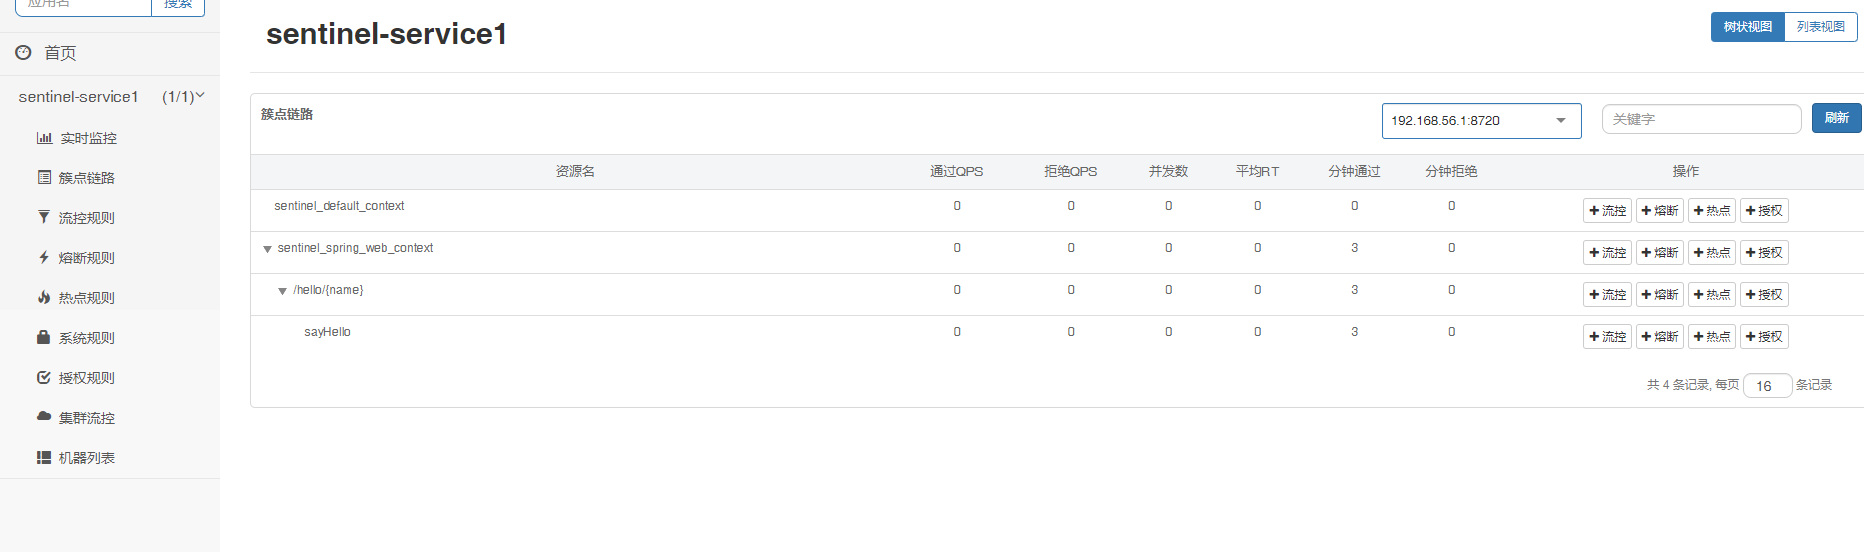 应用名 搜索
首页
sentinel-service1 (1/1)
实时监控
簇点链路
流控规则
熔断规则
热点规则
系统规则
授权规则
集群流控
机器列表
sentinel-service1
树状视图 列表视图
簇点链路 192.168.56.1:8720 关键字 刷新
资源名 通过QPS 拒绝QPS 并发数 平均RT 分钟通过 分钟拒绝 操作
sentinel_default_context 0 0 0 0 0 0 流控 熔断 热点 授权
sentinel_spring_web_context 0 0 0 0 3 0 流控 熔断 热点 授权
/hello/{name} 0 0 0 0 3 0 流控 熔断 热点 授权
sayHello 0 0 0 0 3 0 流控 熔断 热点 授权
共 4 条记录, 每页 16 条记录